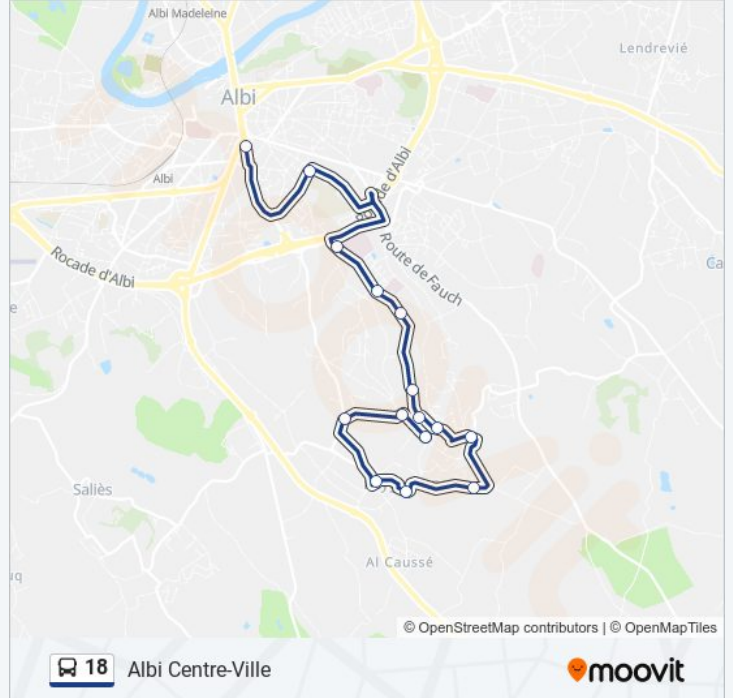 Albi Madeleine
Lendrevié
Albi
Albi
de d'Albi
Rocade d'Albi
Route de Fauch
Ca
e
Saliès
Al Caussé
iq
© OpenStreetMap contributors | © OpenMapTiles
18 Albi Centre-Ville
moovit